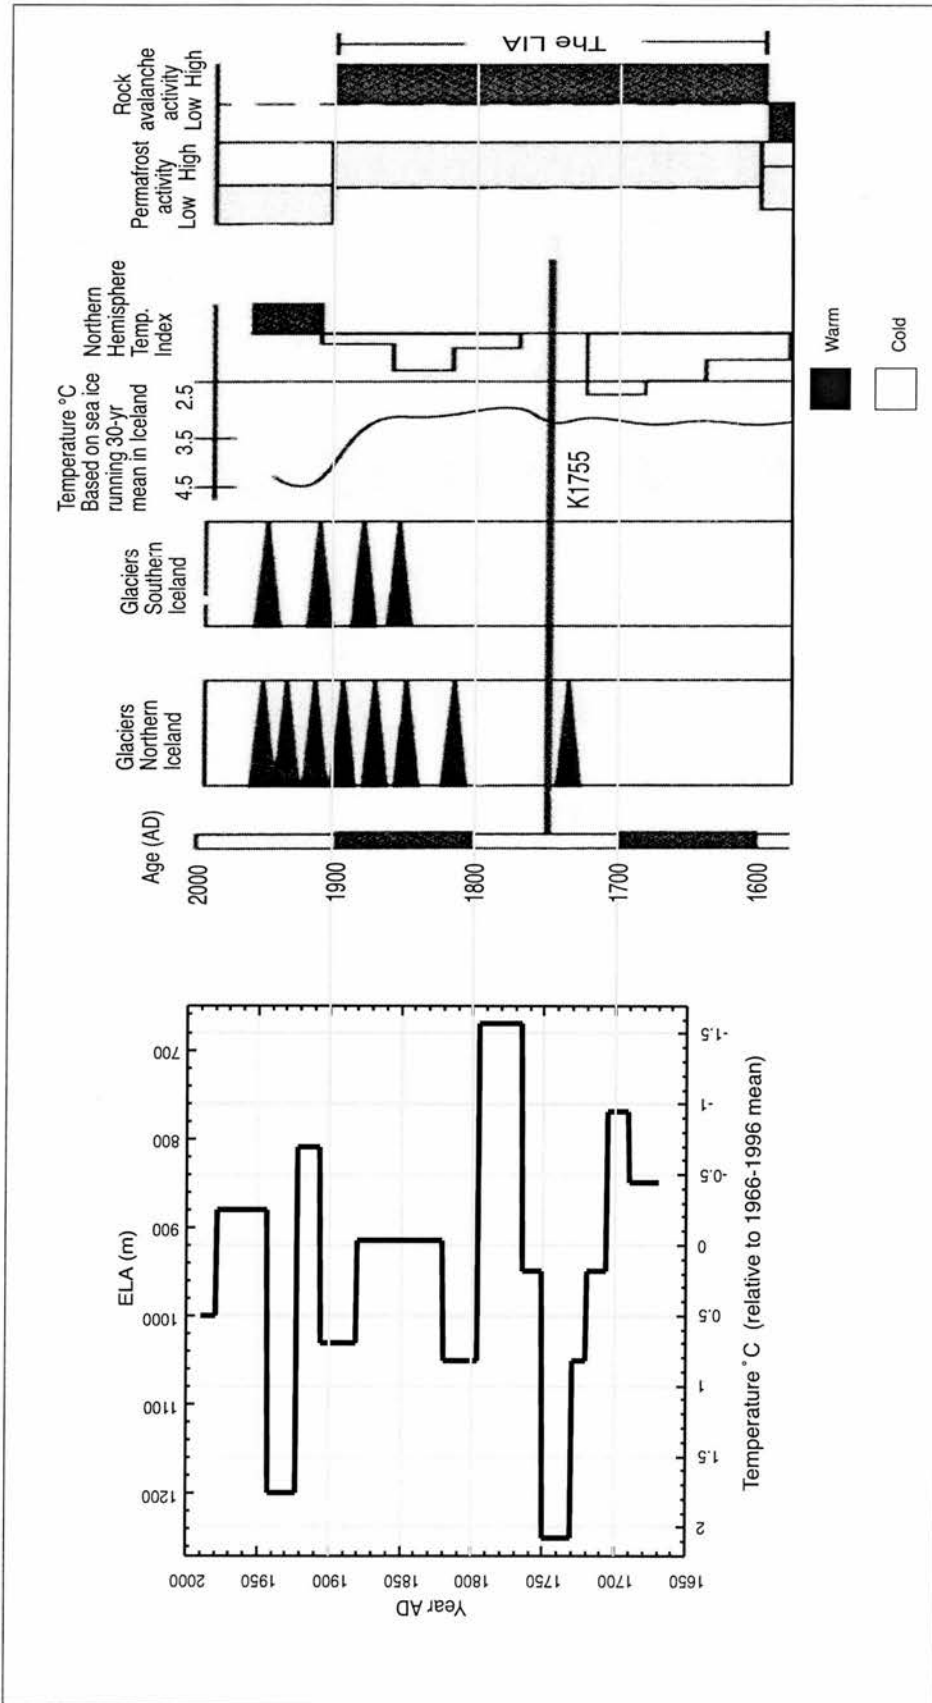 ELA (m)
700
800
900
1000
1100
1200
Year AD
2000
1950
1900
1850
1800
1750
1700
1650
-1.5
-1
-0.5
0
0.5
1
1.5
2
Temperature °C (relative to 1966-1996 mean)
Age (AD)
2000
1900
1800
1700
1600
Glaciers
Northern
Iceland
Glaciers
Southern
Iceland
Temperature °C
Based on sea ice
running 30-yr
mean in Iceland
4.5
3.5
2.5
Northern
Hemisphere
Temp.
Index
Permafrost
activity
Low High
Rock
avalanche
activity
Low High
The LIA
K1755
Warm
Cold